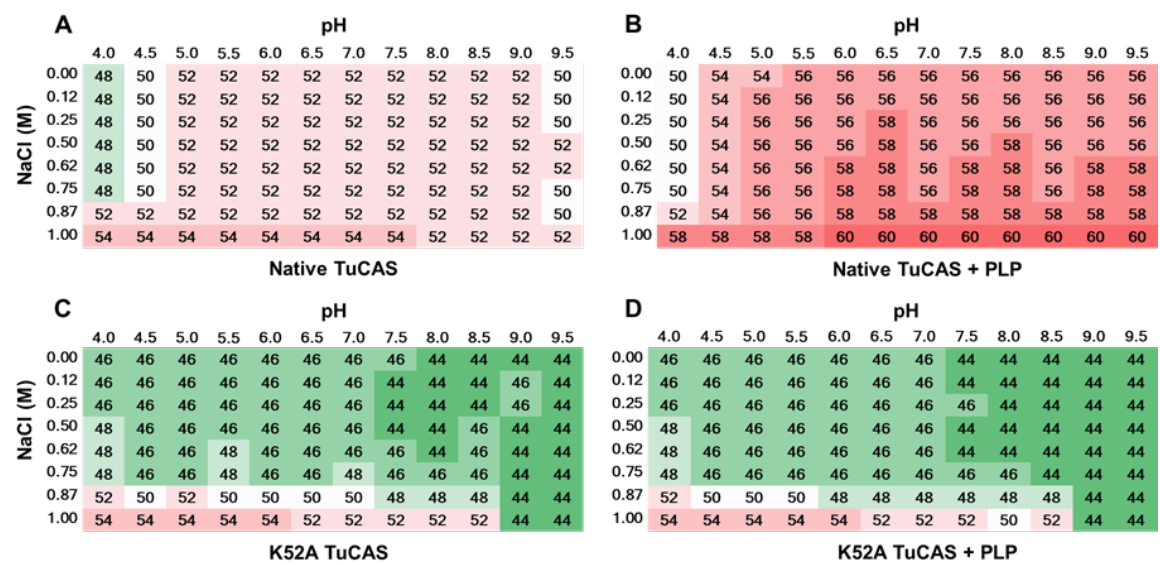 A pH
4.0 4.5 5.0 5.5 6.0 6.5 7.0 7.5 8.0 8.5 9.0 9.5
NaCl (M)
0.00 48 50 52 52 52 52 52 52 52 52 52 50
0.12 48 50 52 52 52 52 52 52 52 52 52 50
0.25 48 50 52 52 52 52 52 52 52 52 52 50
0.50 48 50 52 52 52 52 52 52 52 52 52 52
0.62 48 50 52 52 52 52 52 52 52 52 52 52
0.75 48 50 52 52 52 52 52 52 52 52 52 50
0.87 52 52 52 52 52 52 52 52 52 52 52 50
1.00 54 54 54 54 54 54 54 54 52 52 52 52
Native TuCAS
B pH
4.0 4.5 5.0 5.5 6.0 6.5 7.0 7.5 8.0 8.5 9.0 9.5
0.00 50 54 54 56 56 56 56 56 56 56 56 56
0.12 50 54 56 56 56 56 56 56 56 56 56 56
0.25 50 54 56 56 56 58 56 56 56 56 56 56
0.50 50 54 56 56 56 58 56 56 58 56 56 56
0.62 50 54 56 56 58 58 56 58 58 56 58 58
0.75 50 54 56 56 58 58 56 58 58 56 58 58
0.87 52 54 56 56 58 58 58 58 58 58 58 58
1.00 58 58 58 58 60 60 60 60 60 60 60 60
Native TuCAS + PLP
C pH
4.0 4.5 5.0 5.5 6.0 6.5 7.0 7.5 8.0 8.5 9.0 9.5
NaCl (M)
0.00 46 46 46 46 46 46 46 46 44 44 44 44
0.12 46 46 46 46 46 46 46 44 44 44 46 44
0.25 46 46 46 46 46 46 46 44 44 44 46 44
0.50 48 46 46 46 46 46 46 44 44 46 44 44
0.62 48 46 46 48 46 46 46 46 44 46 44 44
0.75 48 46 46 48 46 46 48 46 46 46 44 44
0.87 52 50 52 50 50 50 50 48 48 48 44 44
1.00 54 54 54 54 54 52 52 52 52 52 44 44
K52A TuCAS
D pH
4.0 4.5 5.0 5.5 6.0 6.5 7.0 7.5 8.0 8.5 9.0 9.5
0.00 46 46 46 46 46 46 46 44 44 44 44 44
0.12 46 46 46 46 46 46 46 44 44 44 44 44
0.25 46 46 46 46 46 46 46 46 44 44 44 44
0.50 48 46 46 46 46 46 46 44 44 44 44 44
0.62 48 46 46 46 46 46 46 44 44 44 44 44
0.75 48 46 46 46 46 46 46 46 46 44 44 44
0.87 52 50 50 50 48 48 48 48 48 48 44 44
1.00 54 54 54 54 54 52 52 52 50 52 44 44
K52A TuCAS + PLP